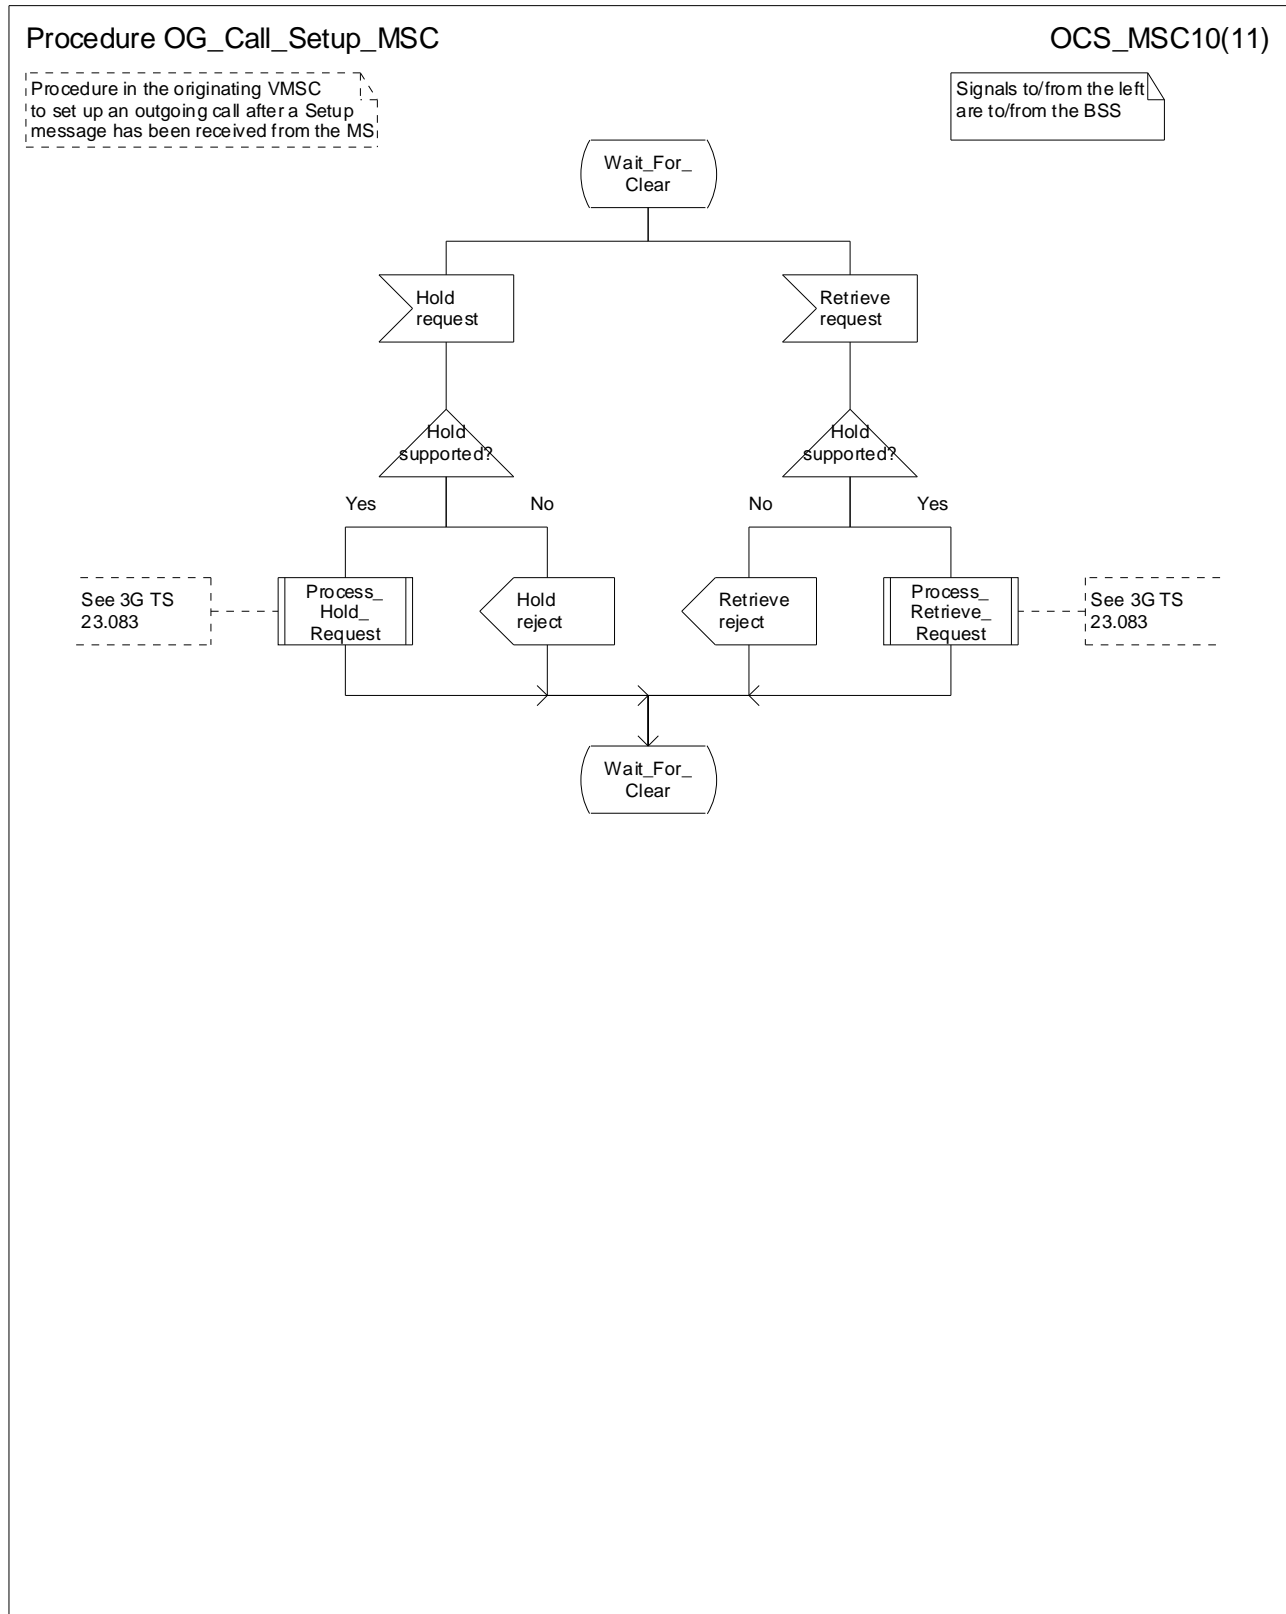 Procedure OG_Call_Setup_MSC
OCS_MSC10(11)
Procedure in the originating VMSC
to set up an outgoing call after a Setup
message has been received from the MS
Signals to/from the left
are to/from the BSS
Wait_For_
Clear
Hold
request
Retrieve
request
Hold
supported?
Hold
supported?
Yes
No
No
Yes
See 3G TS
23.083
Process_
Hold_
Request
Hold
reject
Retrieve
reject
Process_
Retrieve_
Request
See 3G TS
23.083
Wait_For_
Clear